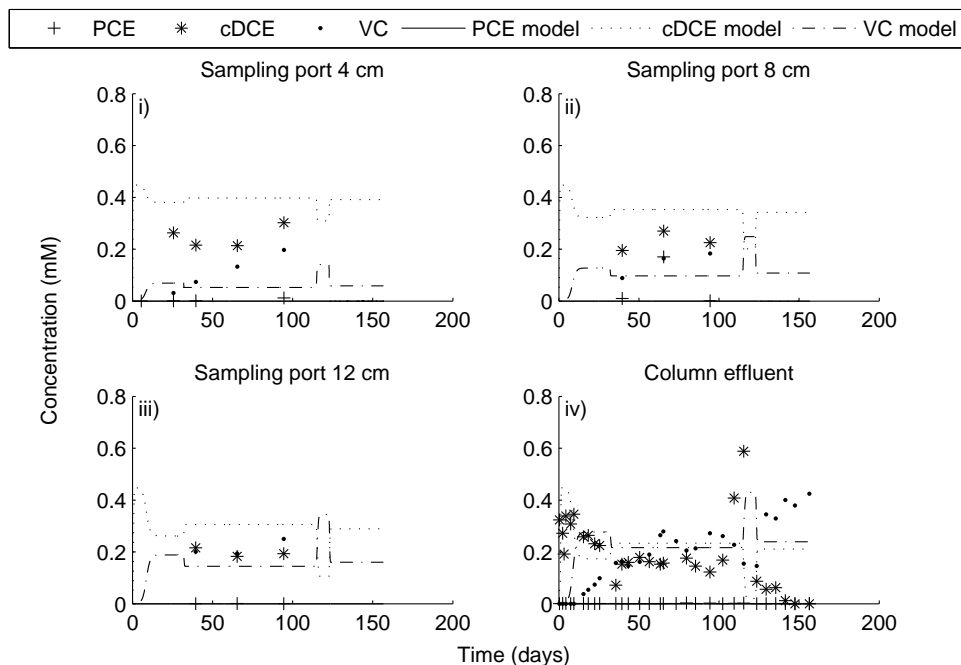 PCE cDCE VC PCE model cDCE model VC model
Sampling port 4 cm
Sampling port 8 cm
i)
ii)
0.8
0.6
0.4
0.2
0
0 50 100 150 200
0.8
0.6
0.4
0.2
0
0 50 100 150 200
Concentration (mM)
Sampling port 12 cm
Column effluent
iii)
iv)
0.8
0.6
0.4
0.2
0
0 50 100 150 200
0.8
0.6
0.4
0.2
0
0 50 100 150 200
Time (days)